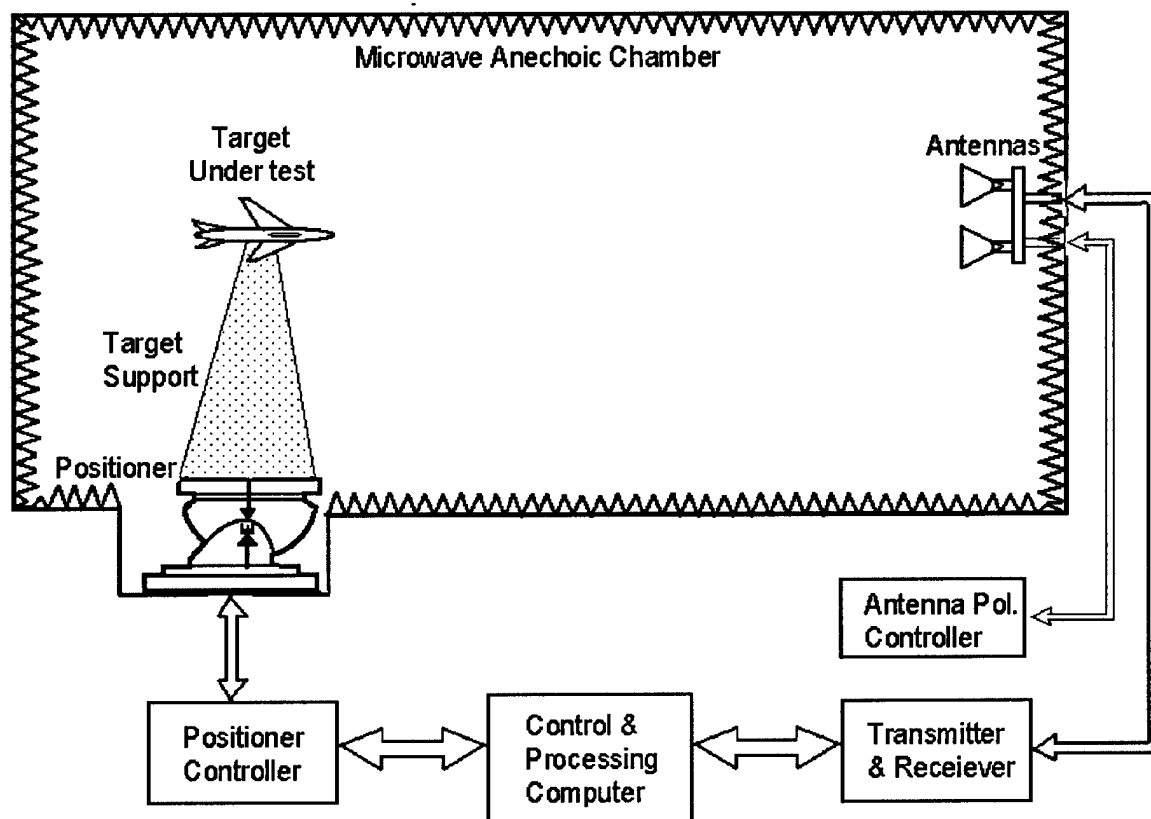 Microwave Anechoic Chamber
Target
Under test
Antennas
Target
Support
Positioner
Antenna Pol.
Controller
Positioner
Controller
Control &
Processing
Computer
Transmitter
& Receiever